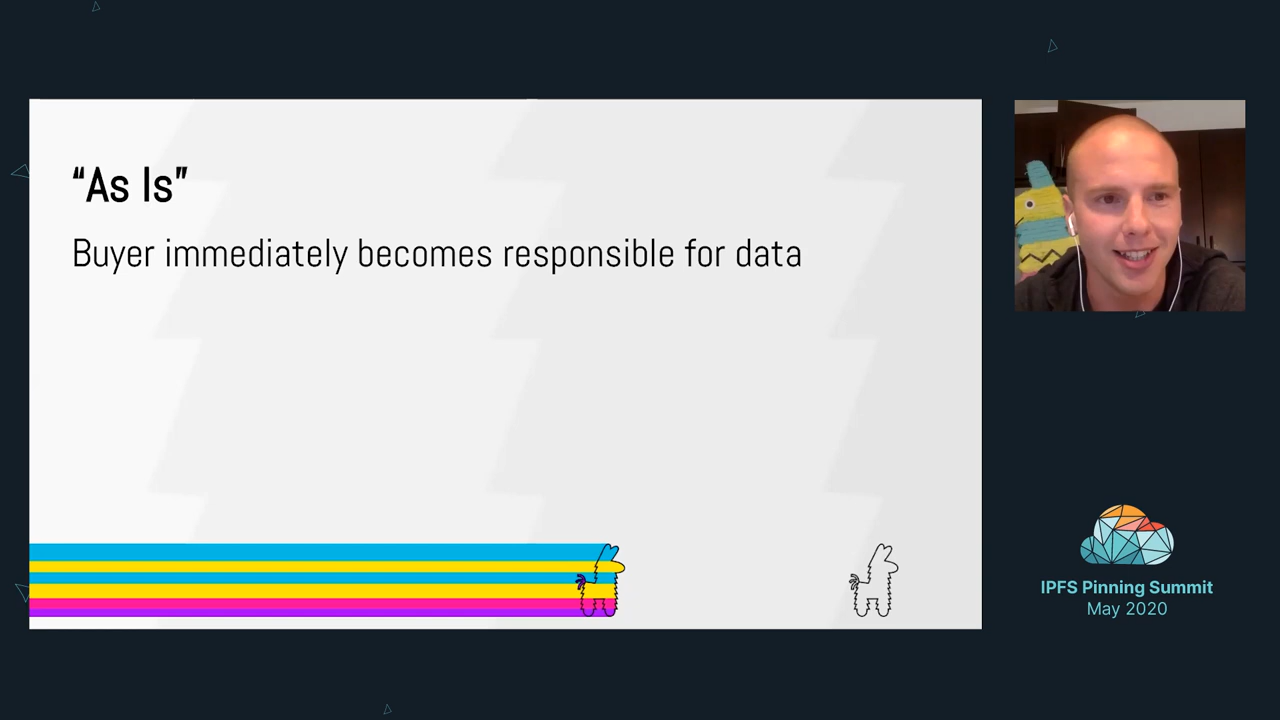 “As Is”
Buyer immediately becomes responsible for data
IPFS Pinning Summit
May 2020